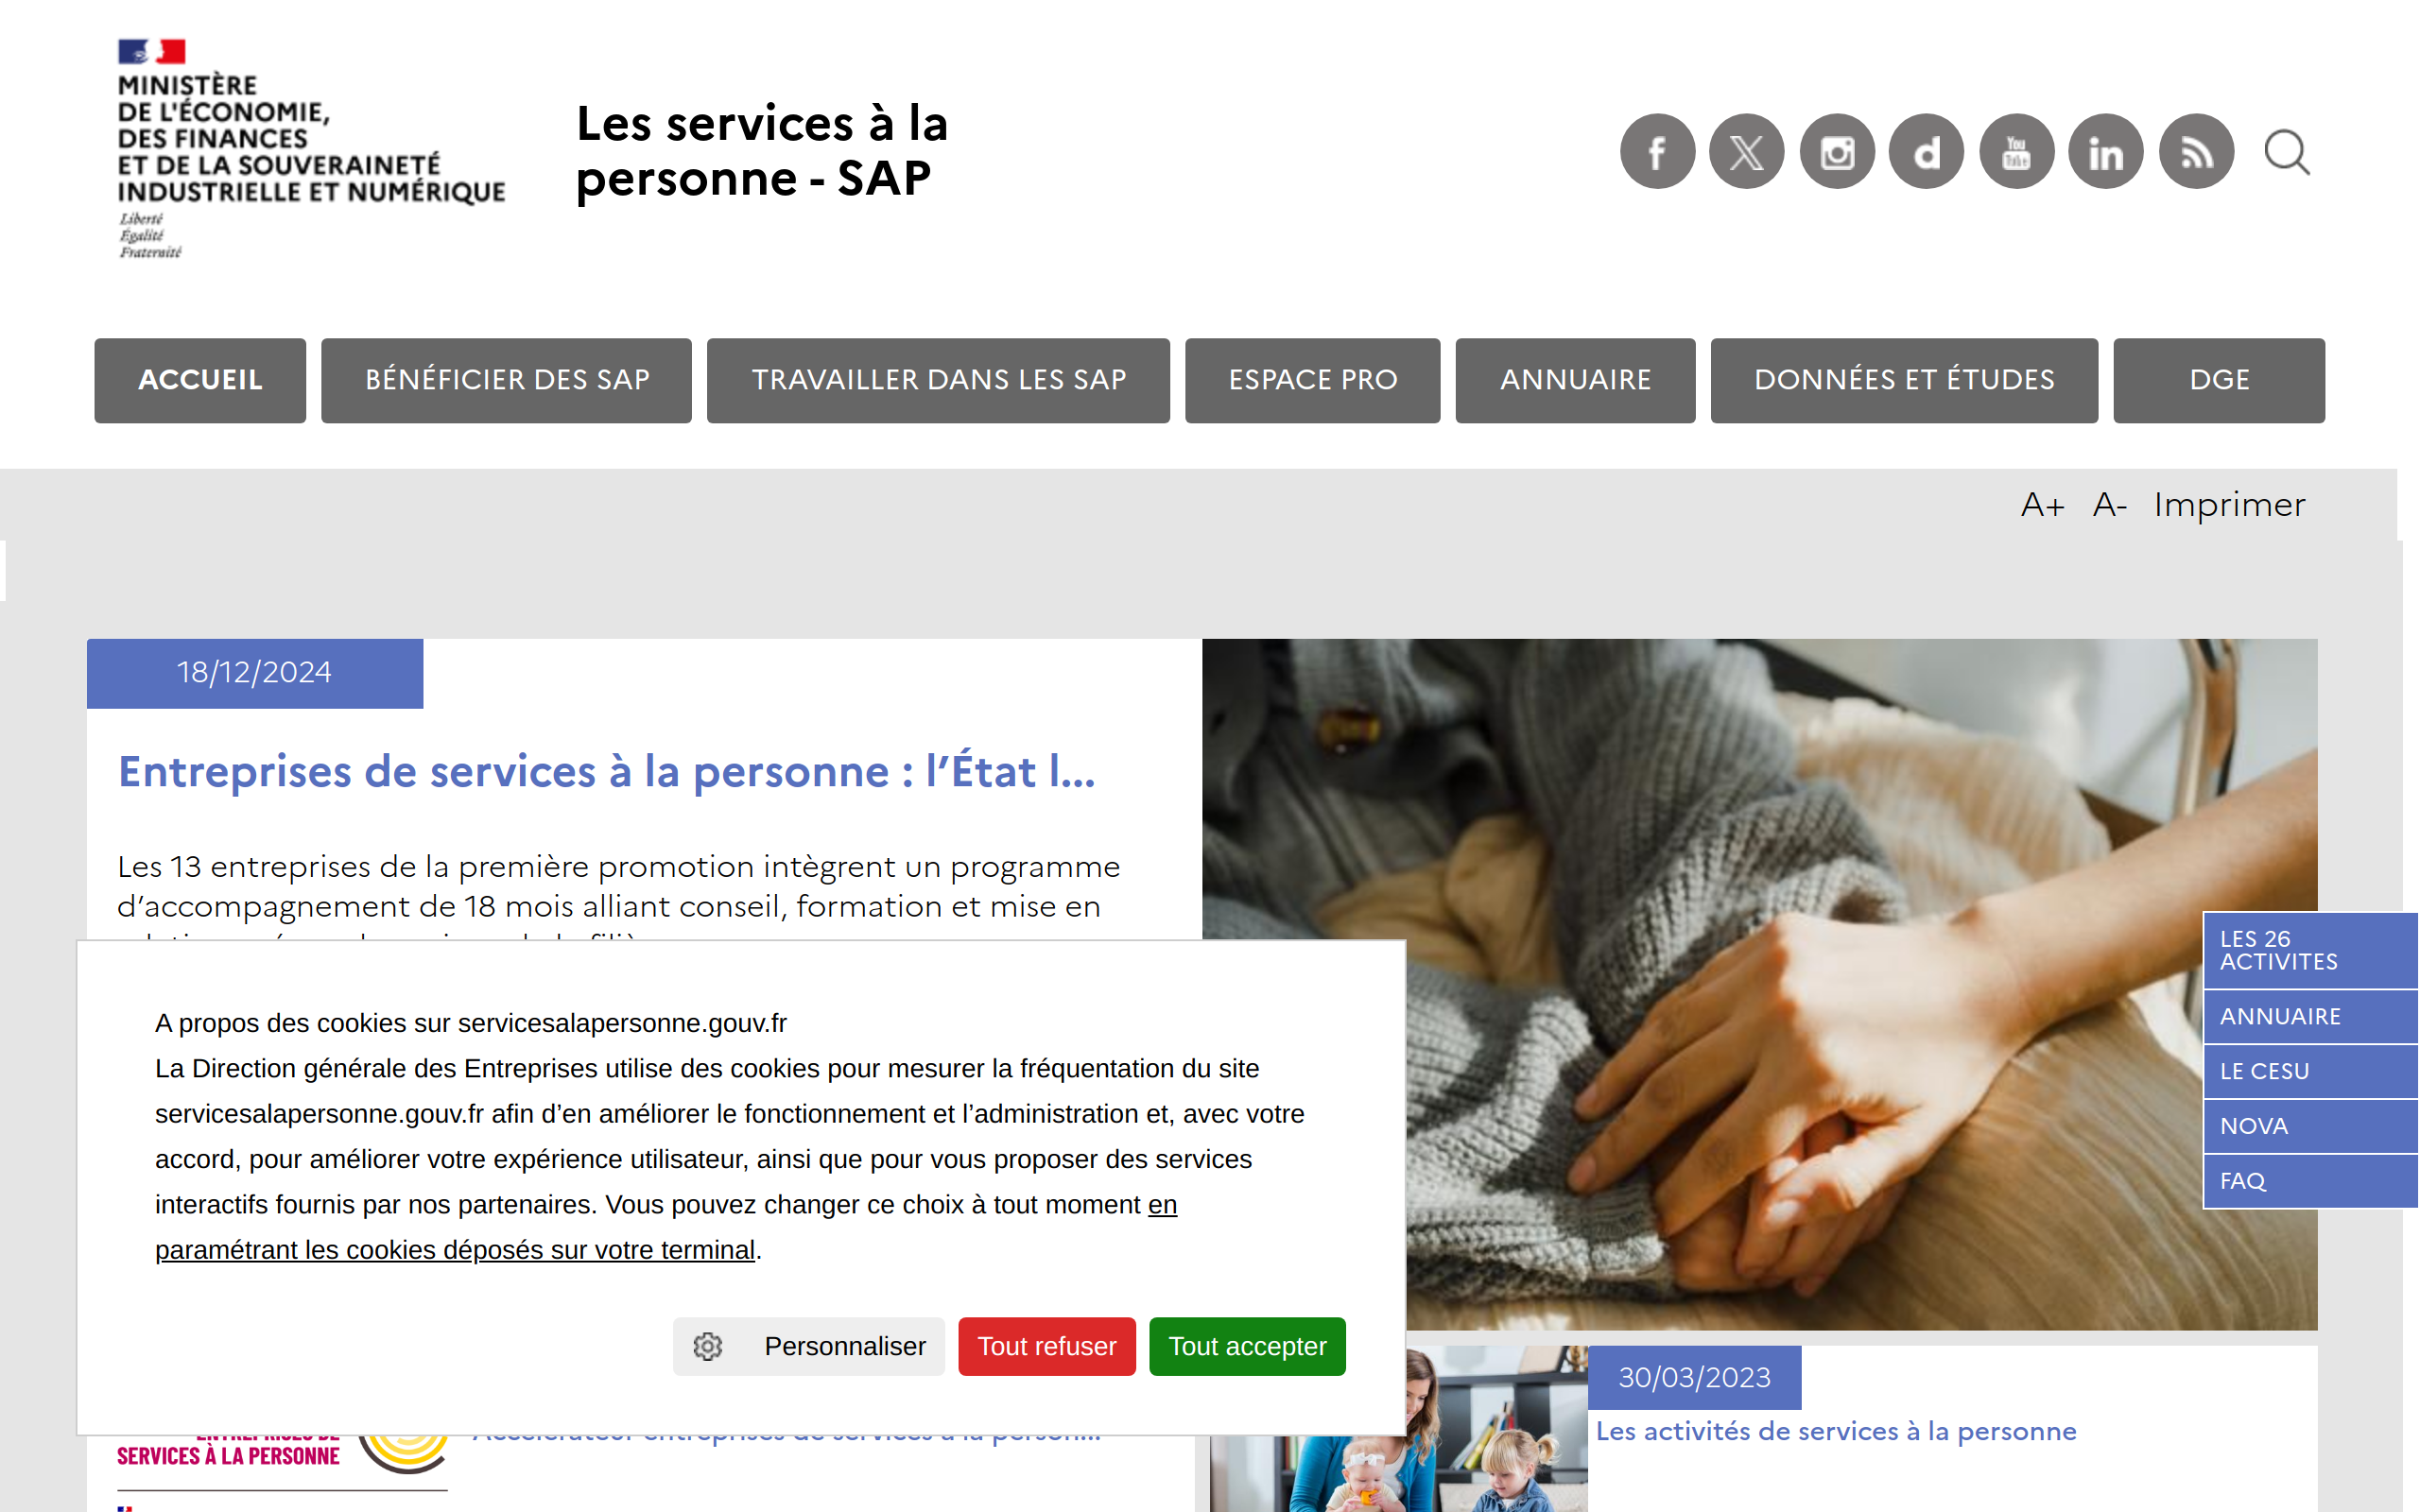 MINISTÈRE
DE L'ÉCONOMIE,
DES FINANCES
ET DE LA SOUVERAINETÉ
INDUSTRIELLE ET NUMÉRIQUE
Liberté
Égalité
Fraternité
Les services à la
personne - SAP
ACCUEIL
BÉNÉFICIER DES SAP
TRAVAILLER DANS LES SAP
ESPACE PRO
ANNUAIRE
DONNÉES ET ÉTUDES
DGE
A+ A- Imprimer
18/12/2024
Entreprises de services à la personne : l’État l...
Les 13 entreprises de la première promotion intègrent un programme
d’accompagnement de 18 mois alliant conseil, formation et mise en
LES 26
ACTIVITES
ANNUAIRE
LE CESU
NOVA
FAQ
A propos des cookies sur servicesalapersonne.gouv.fr
La Direction générale des Entreprises utilise des cookies pour mesurer la fréquentation du site
servicesalapersonne.gouv.fr afin d’en améliorer le fonctionnement et l’administration et, avec votre
accord, pour améliorer votre expérience utilisateur, ainsi que pour vous proposer des services
interactifs fournis par nos partenaires. Vous pouvez changer ce choix à tout moment en
paramétrant les cookies déposés sur votre terminal.
Personnaliser
Tout refuser
Tout accepter
SERVICES À LA PERSONNE
30/03/2023
Les activités de services à la personne